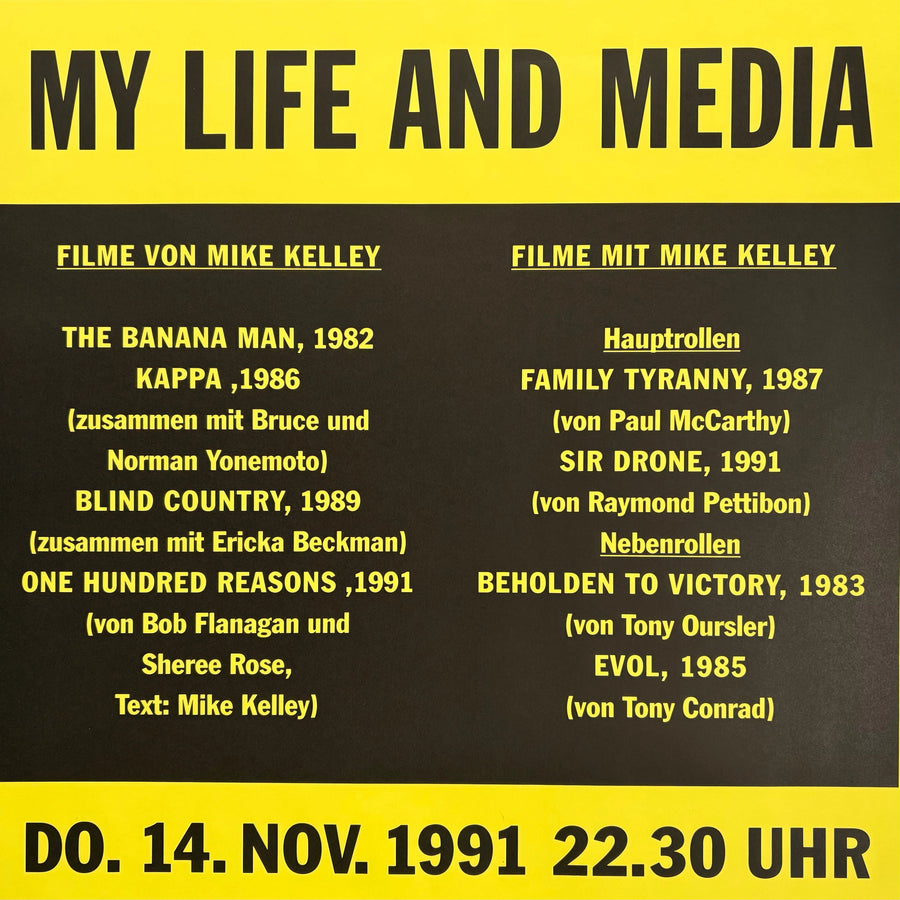 MY LIFE AND MEDIA
FILME VON MIKE KELLEY
THE BANANA MAN, 1982
KAPPA ,1986
(zusammen mit Bruce und
Norman Yonemoto)
BLIND COUNTRY, 1989
(zusammen mit Ericka Beckman)
ONE HUNDRED REASONS ,1991
(von Bob Flanagan und
Sheree Rose,
Text: Mike Kelley)
FILME MIT MIKE KELLEY
Hauptrollen
FAMILY TYRANNY, 1987
(von Paul McCarthy)
SIR DRONE, 1991
(von Raymond Pettibon)
Nebenrollen
BEHOLDEN TO VICTORY, 1983
(von Tony Oursler)
EVOL, 1985
(von Tony Conrad)
DO. 14. NOV. 1991 22.30 UHR